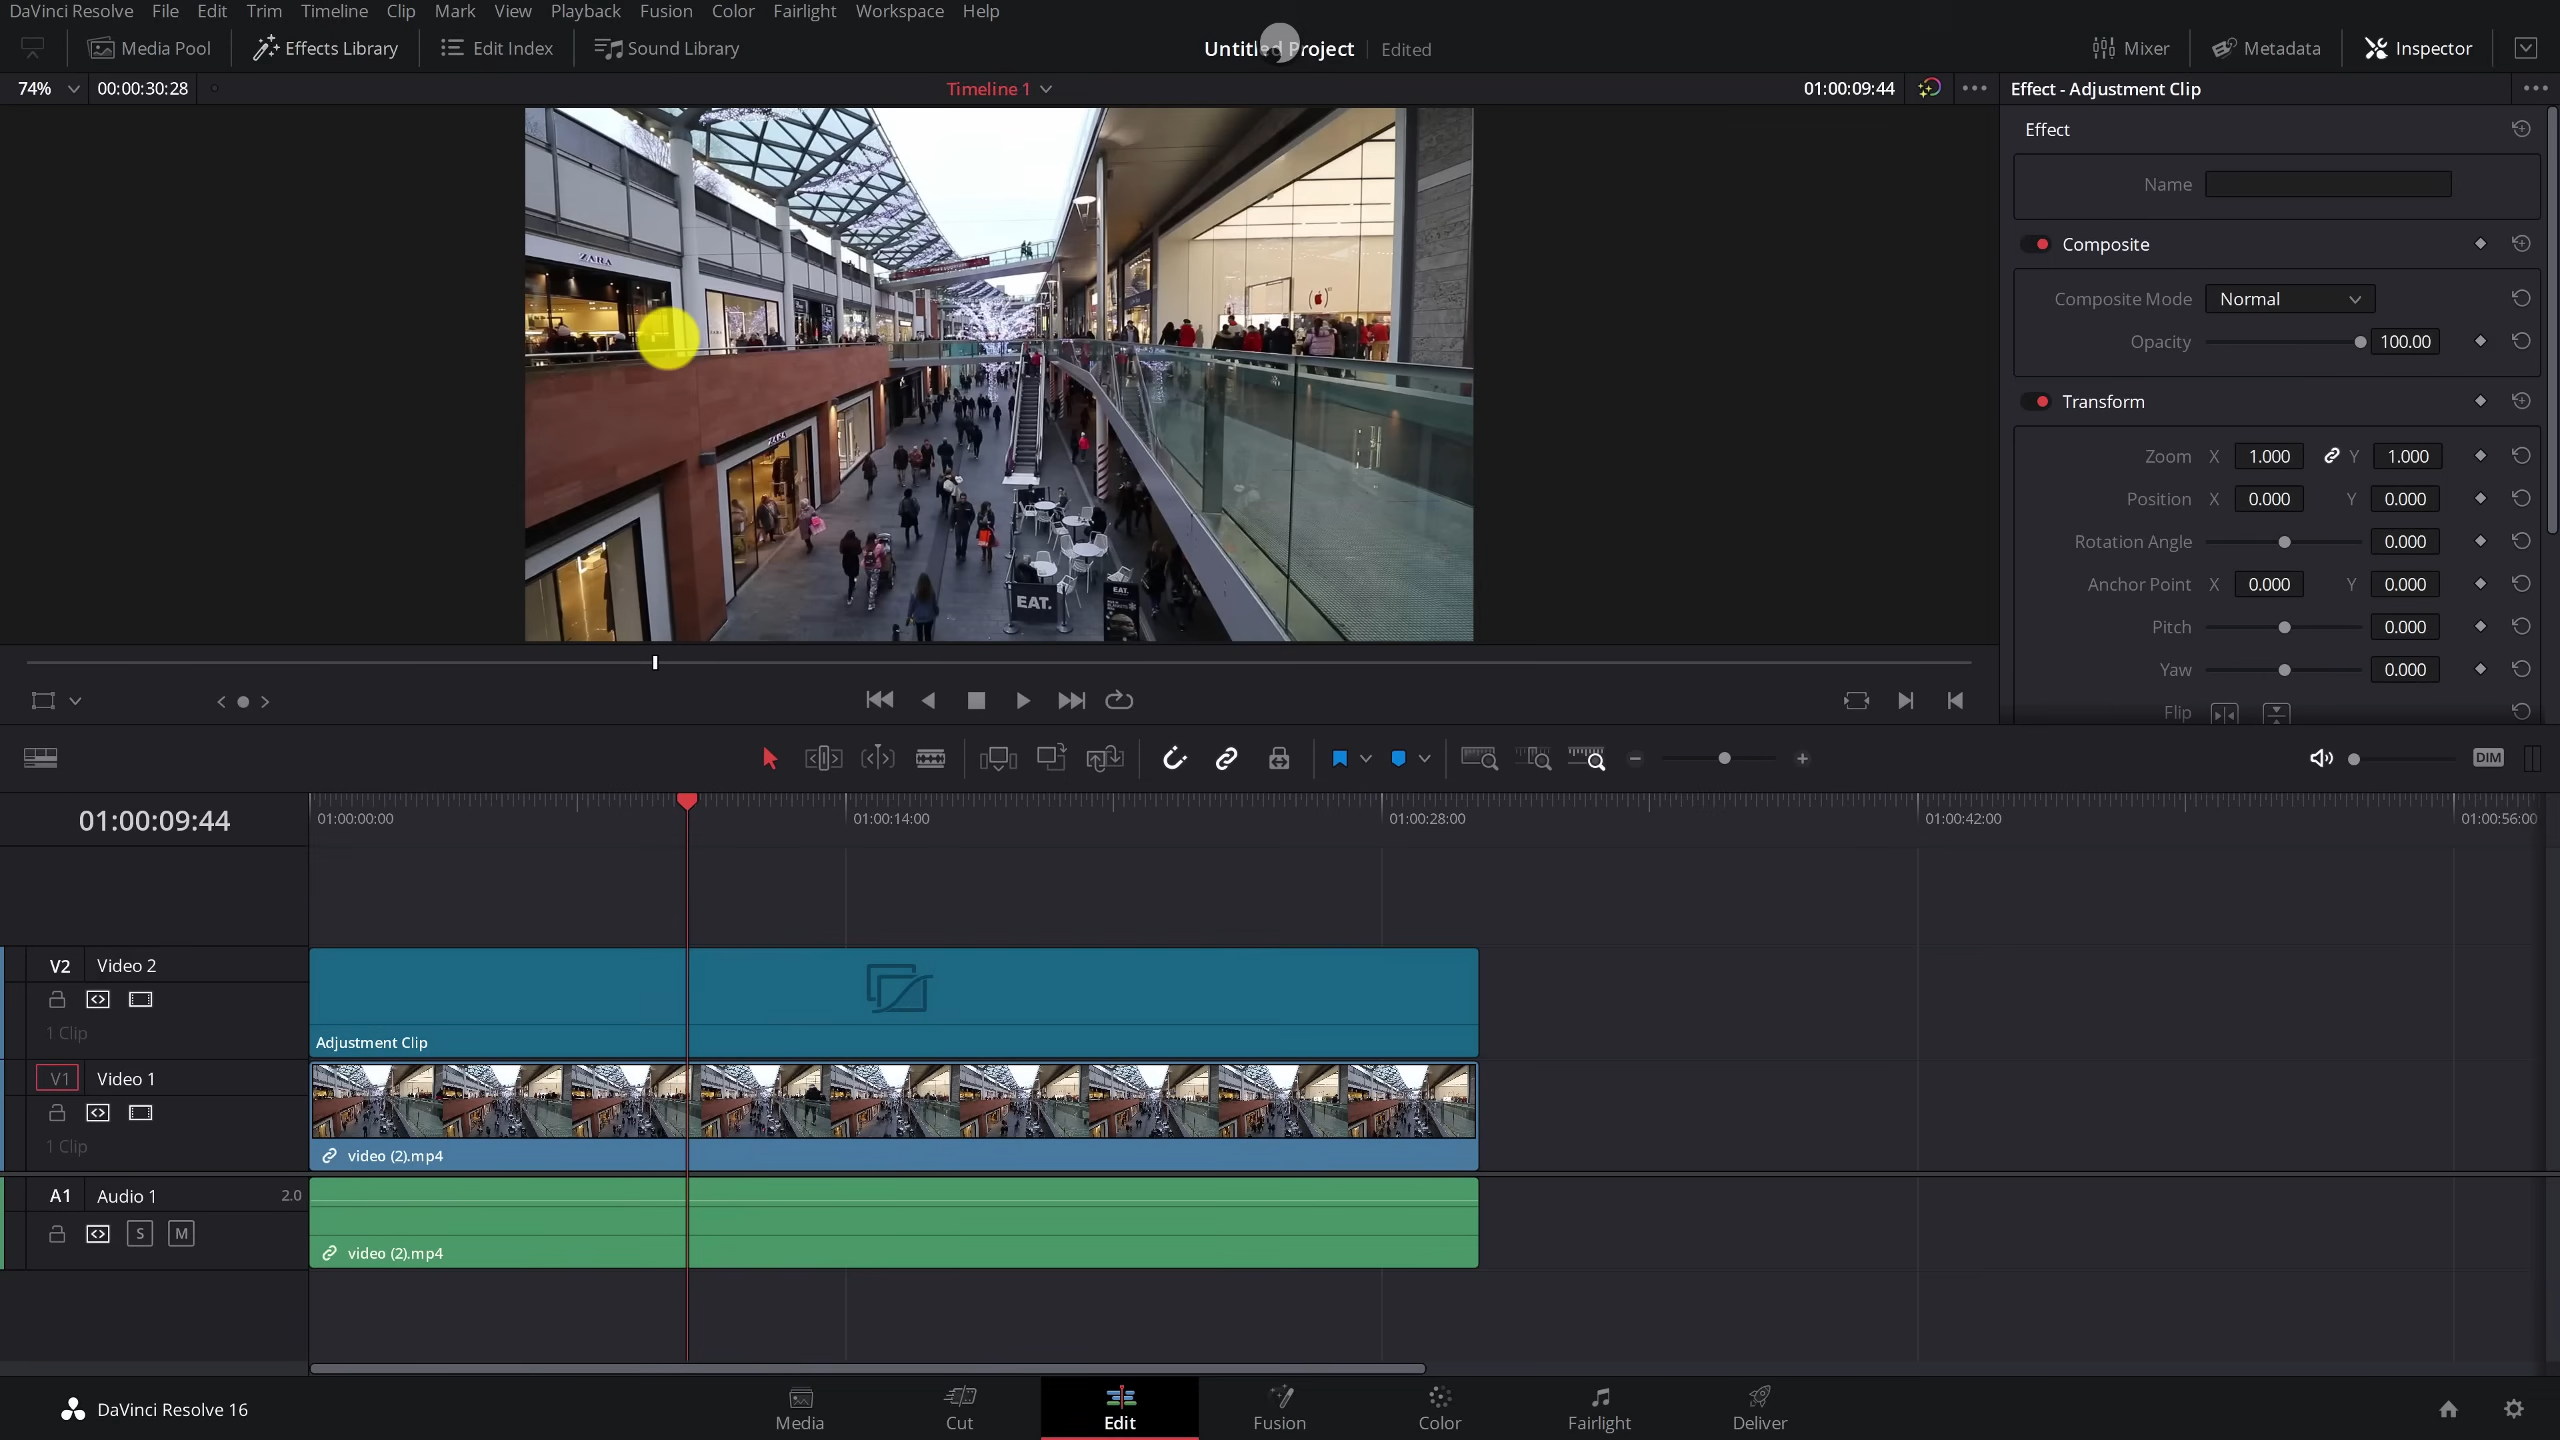 DaVinci Resolve File Edit Trim Timeline Clip Mark View Playback Fusion Color Fairlight Workspace Help
Media Pool Effects Library Edit Index Sound Library Untitled Project Edited Mixer Metadata Inspector
74% 00:00:30:28 Timeline 1 01:00:09:44 Effect - Adjustment Clip
Effect
Name
Composite
Composite Mode Normal
Opacity 100.00
Transform
Zoom X 1.000 Y 1.000
Position X 0.000 Y 0.000
Rotation Angle 0.000
Anchor Point X 0.000 Y 0.000
Pitch 0.000
Yaw 0.000
Flip
ZARA
ZARA
EAT.
EAT.
DIM
01:00:09:44
01:00:00:00 01:00:14:00 01:00:28:00 01:00:42:00 01:00:56:00
V2 Video 2
1 Clip
Adjustment Clip
V1 Video 1
1 Clip
video (2).mp4
A1 Audio 1 2.0
S M
video (2).mp4
DaVinci Resolve 16
Media Cut Edit Fusion Color Fairlight Deliver